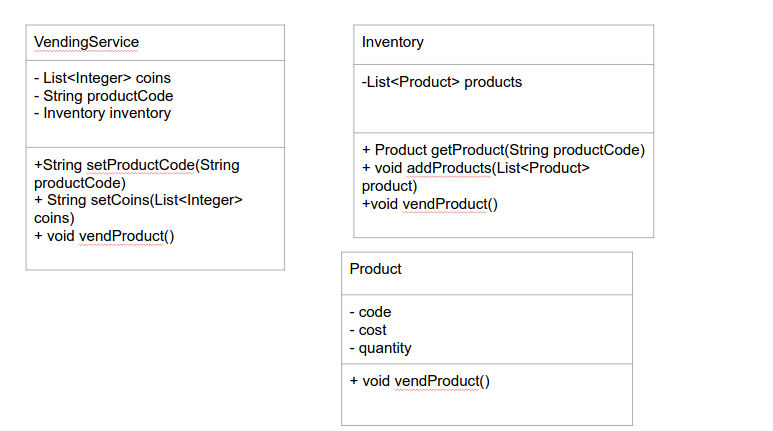 VendingService
- List<Integer> coins
- String productCode
- Inventory inventory
+String setProductCode(String
productCode)
+ String setCoins(List<Integer>
coins)
+ void vendProduct()
Inventory
-List<Product> products
+ Product getProduct(String productCode)
+ void addProducts(List<Product>
product)
+void vendProduct()
Product
- code
- cost
- quantity
+ void vendProduct()